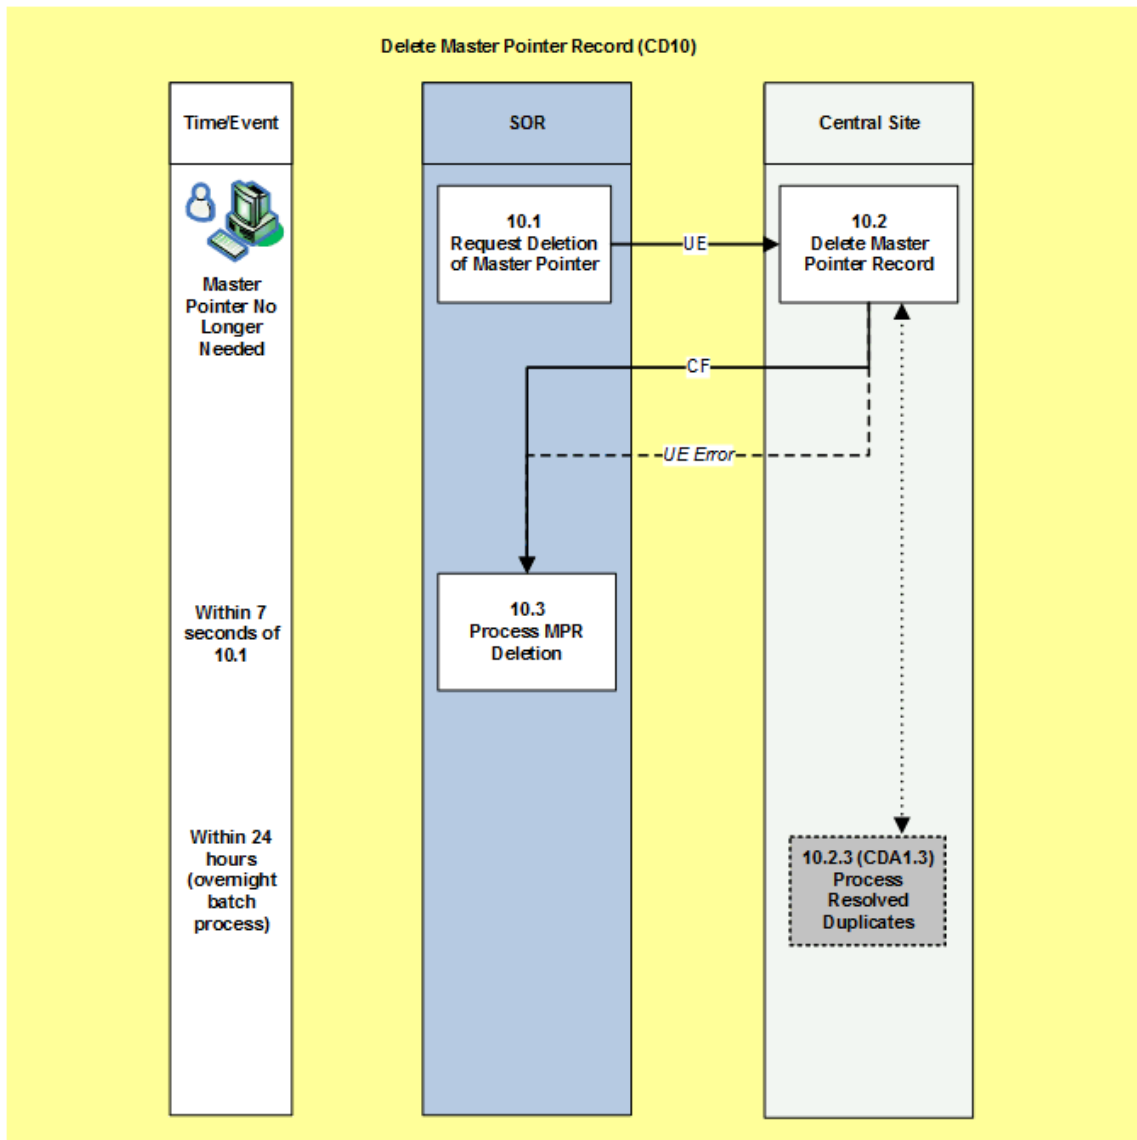 Delete Master Pointer Record (CD10)
Time/Event
SOR
Central Site
Master
Pointer No
Longer
Needed
10.1
Request Deletion
of Master Pointer
UE
10.2
Delete Master
Pointer Record
CF
UE Error
Within 7
seconds of
10.1
10.3
Process MPR
Deletion
Within 24
hours
(overnight
batch
process)
10.2.3 (CDA1.3)
Process
Resolved
Duplicates